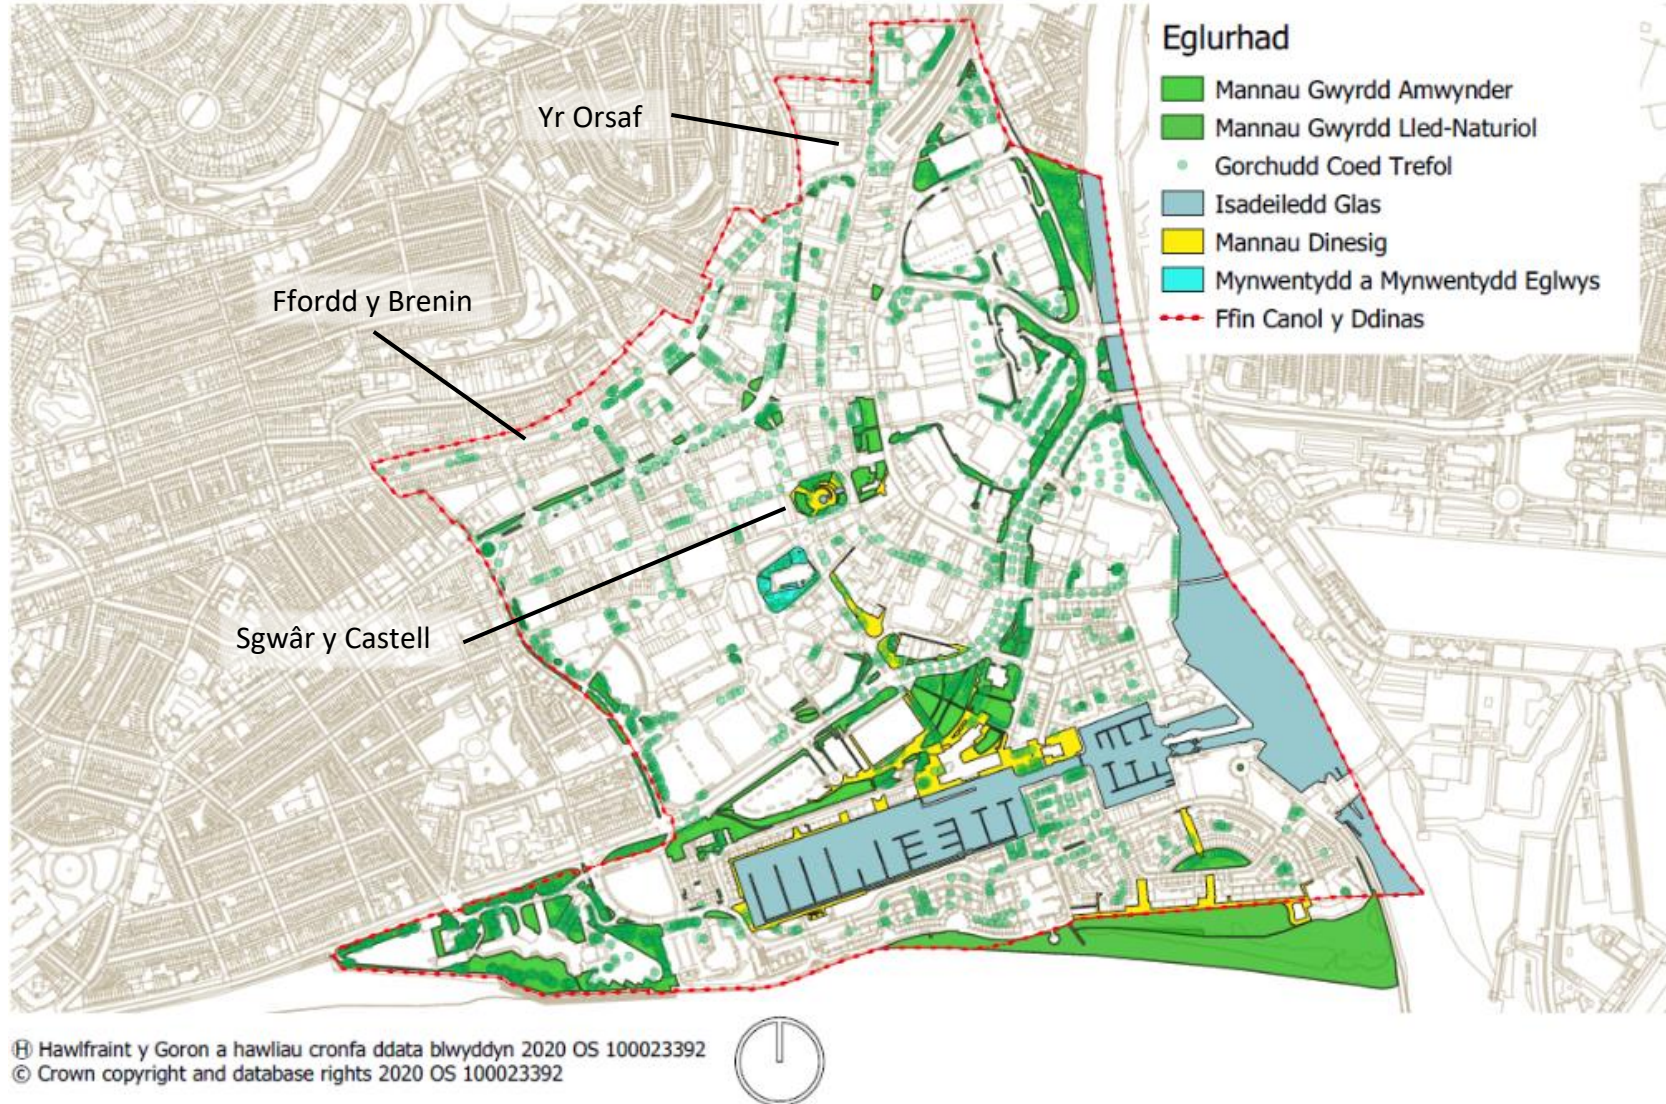 Eglurhad
Mannau Gwyrdd Amwynder
Mannau Gwyrdd Lled-Naturiol
Gorchudd Coed Trefol
Isadeiledd Glas
Mannau Dinesig
Mynwentydd a Mynwentydd Eglwys
Ffin Canol y Ddinas
Yr Orsaf
Ffordd y Brenin
Sgwâr y Castell
Ⓗ Hawlfraint y Goron a hawliau cronfa ddata blwyddyn 2020 OS 100023392
© Crown copyright and database rights 2020 OS 100023392